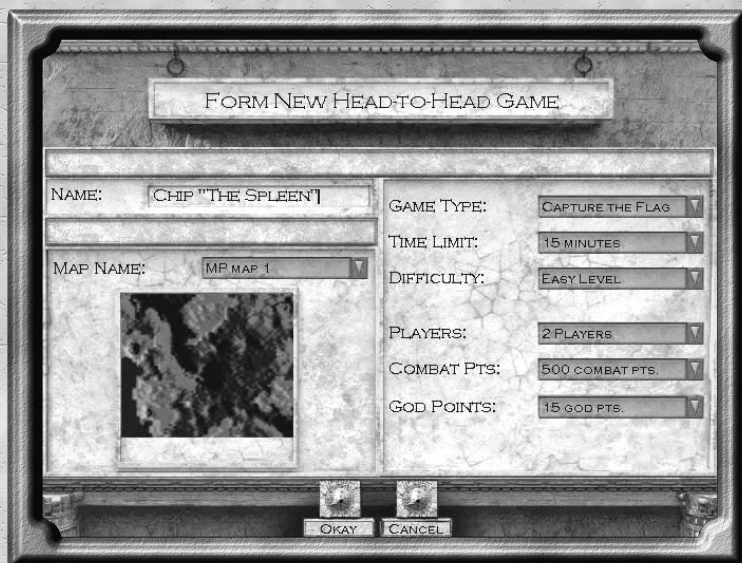 Form New Head-to-Head Game
Name: Chip "The Spleen"
Map Name: MP map 1
Game Type: Capture the Flag
Time Limit: 15 minutes
Difficulty: Easy Level
Players: 2 Players
Combat Pts: 500 combat pts.
God Points: 15 god pts.
Okay Cancel